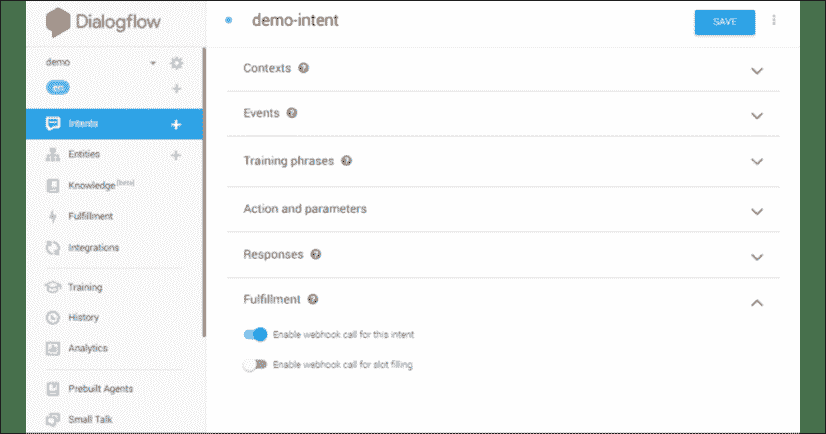 Dialogflow
demo
en
Intents
Entities
Knowledge [beta]
Fulfillment
Integrations
Training
History
Analytics
Prebuilt Agents
Small Talk
demo-intent
SAVE
Contexts
Events
Training phrases
Action and parameters
Responses
Fulfillment
Enable webhook call for this intent
Enable webhook call for slot filling